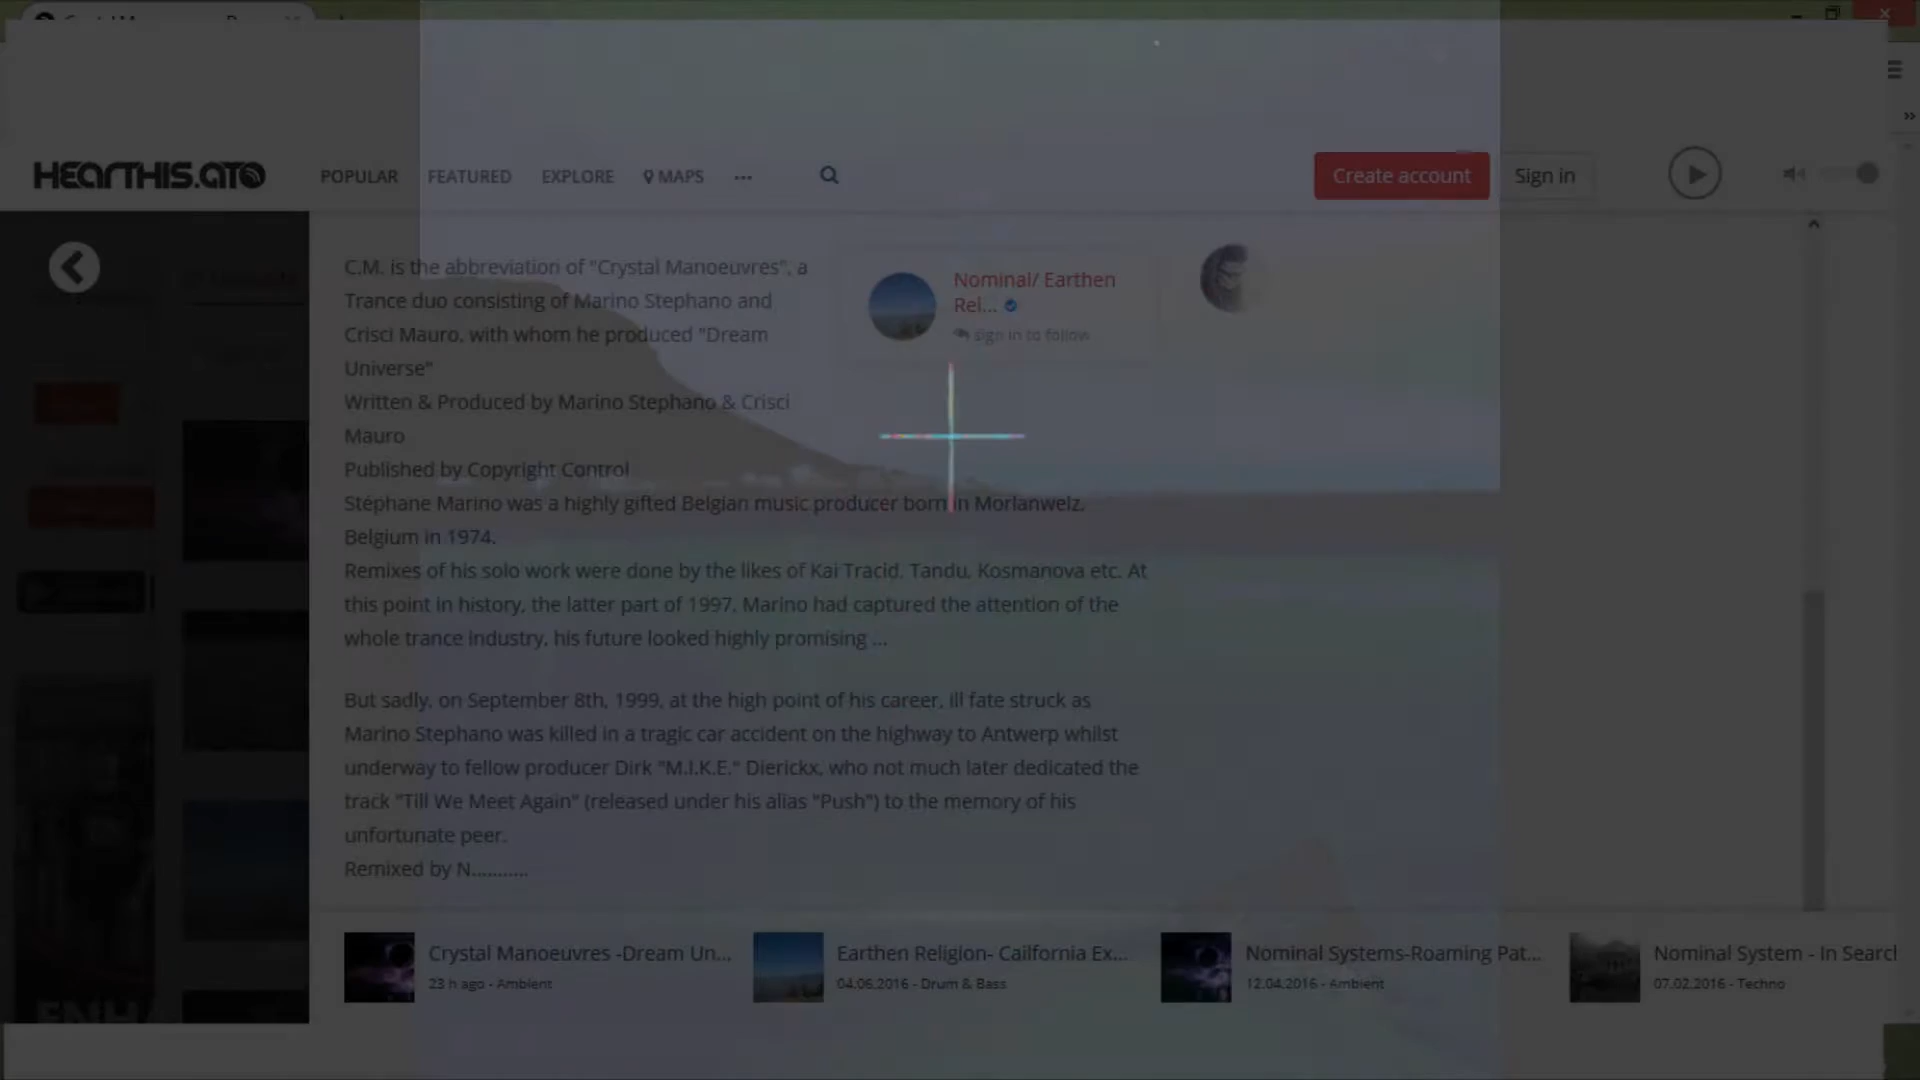 HEARTHIS.AT
POPULAR FEATURED EXPLORE MAPS ...
Create account
Sign in
C.M. is the abbreviation of "Crystal Manoeuvres", a
Trance duo consisting of Marino Stephano and
Crisci Mauro, with whom he produced "Dream
Universe"
Written & Produced by Marino Stephano & Crisci
Mauro
Published by Copyright Control
Stéphane Marino was a highly gifted Belgian music producer born in Morlanwelz,
Belgium in 1974.
Remixes of his solo work were done by the likes of Kai Tracid, Tandu, Kosmanova etc. At
this point in history, the latter part of 1997, Marino had captured the attention of the
whole trance industry, his future looked highly promising ...
But sadly, on September 8th, 1999, at the high point of his career, ill fate struck as
Marino Stephano was killed in a tragic car accident on the highway to Antwerp whilst
underway to fellow producer Dirk "M.I.K.E." Dierickx, who not much later dedicated the
track "Till We Meet Again" (released under his alias "Push") to the memory of his
unfortunate peer.
Remixed by N...........
Nominal/ Earthen
Rel...
sign in to follow
Crystal Manoeuvres -Dream Un...
23 h ago - Ambient
Earthen Religion- Cailfornia Ex...
04.06.2016 - Drum & Bass
Nominal Systems-Roaming Pat...
12.04.2016 - Ambient
Nominal System - In Search
07.02.2016 - Techno